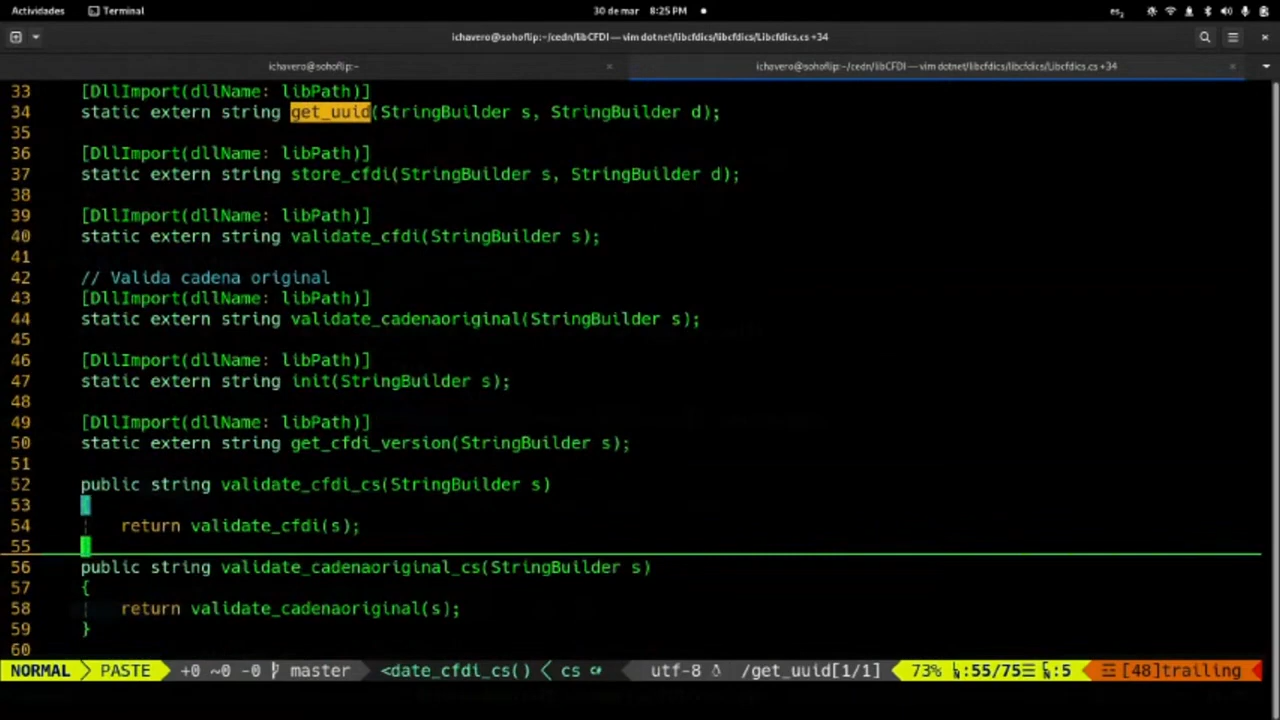 Actividades Terminal 30 de mar 8:25 PM es₂
ichavero@sohoflip:~/cedn/libCFDI — vim dotnet/libcfdics/libcfdics/Libcfdics.cs +34
ichavero@sohoflip:~ ichavero@sohoflip:~/cedn/libCFDI — vim dotnet/libcfdics/libcfdics/Libcfdics.cs +34
33 [DllImport(dllName: libPath)]
34 static extern string get_uuid(StringBuilder s, StringBuilder d);
35
36 [DllImport(dllName: libPath)]
37 static extern string store_cfdi(StringBuilder s, StringBuilder d);
38
39 [DllImport(dllName: libPath)]
40 static extern string validate_cfdi(StringBuilder s);
41
42 // Valida cadena original
43 [DllImport(dllName: libPath)]
44 static extern string validate_cadenaoriginal(StringBuilder s);
45
46 [DllImport(dllName: libPath)]
47 static extern string init(StringBuilder s);
48
49 [DllImport(dllName: libPath)]
50 static extern string get_cfdi_version(StringBuilder s);
51
52 public string validate_cfdi_cs(StringBuilder s)
53 {
54 ¦ return validate_cfdi(s);
55 }
56 public string validate_cadenaoriginal_cs(StringBuilder s)
57 {
58 ¦ return validate_cadenaoriginal(s);
59 }
60
NORMAL PASTE +0 ~0 -0 master <date_cfdi_cs() cs utf-8 /get_uuid[1/1] 73% ㏑:55/75☰ ℅:5 ☲ [48]trailing